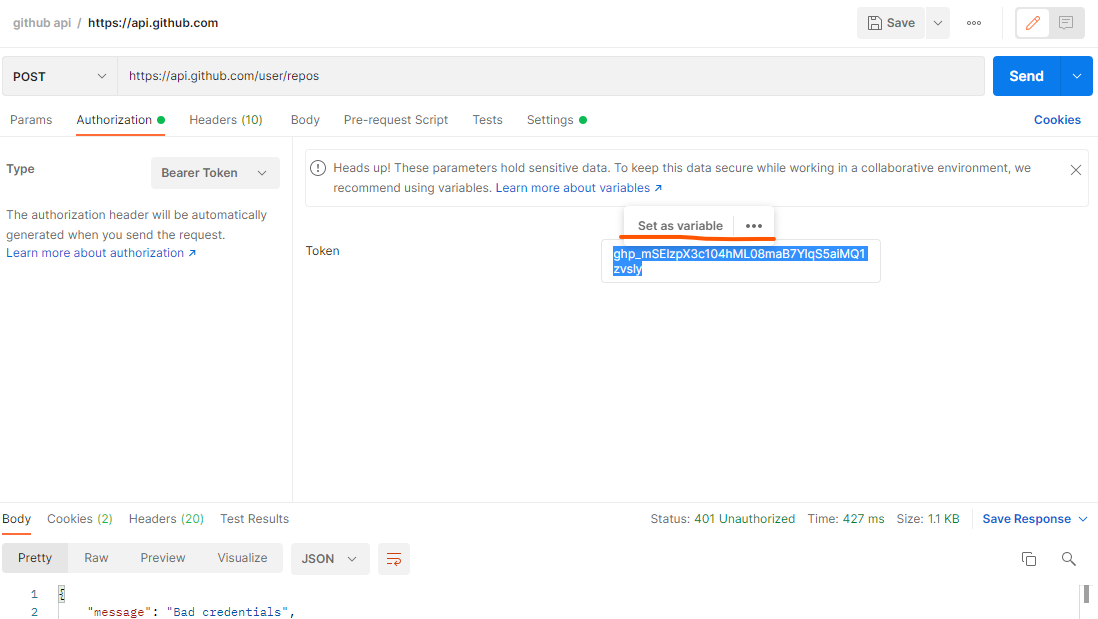 github api / https://api.github.com
Save
POST https://api.github.com/user/repos Send
Params Authorization Headers (10) Body Pre-request Script Tests Settings Cookies
Type Bearer Token
Heads up! These parameters hold sensitive data. To keep this data secure while working in a collaborative environment, we
recommend using variables. Learn more about variables ↗
The authorization header will be automatically
generated when you send the request.
Learn more about authorization ↗
Set as variable
Token
ghp_mSElzpX3c104hML08maB7YlqS5aiMQ1
zvsly
Body Cookies (2) Headers (20) Test Results Status: 401 Unauthorized Time: 427 ms Size: 1.1 KB Save Response
Pretty Raw Preview Visualize JSON
1 {
2 "message": "Bad credentials",